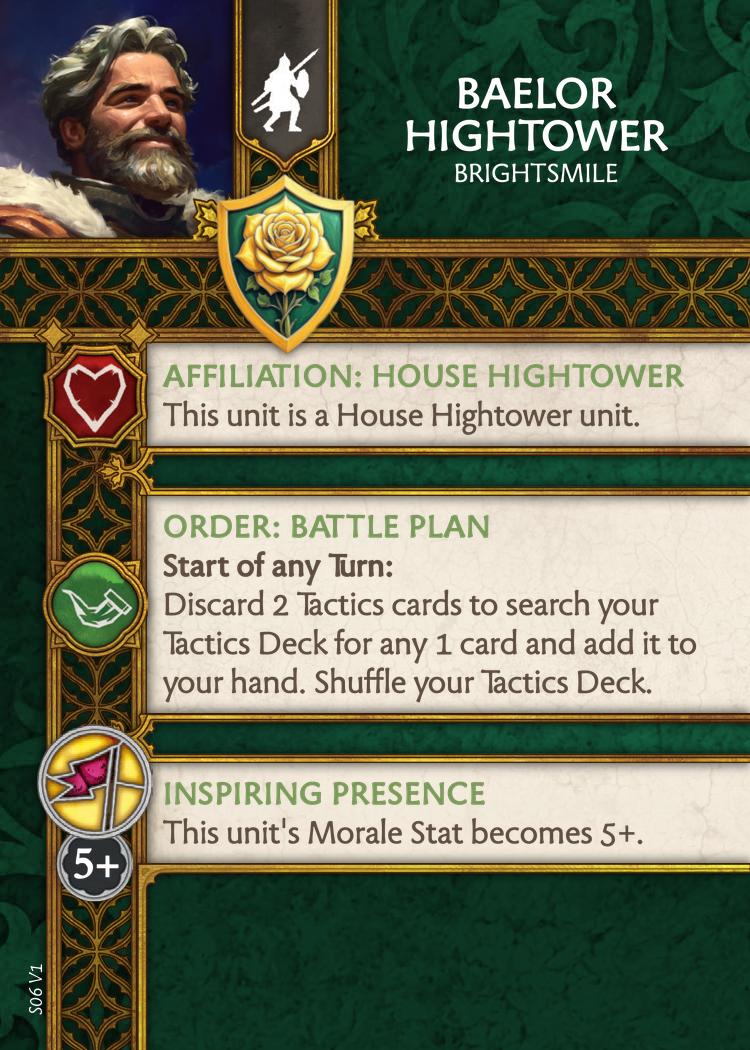 BAELOR
HIGHTOWER
BRIGHTSMILE
AFFILIATION: HOUSE HIGHTOWER
This unit is a House Hightower unit.
ORDER: BATTLE PLAN
Start of any Turn:
Discard 2 Tactics cards to search your
Tactics Deck for any 1 card and add it to
your hand. Shuffle your Tactics Deck.
INSPIRING PRESENCE
This unit's Morale Stat becomes 5+.
5+
S06 V1